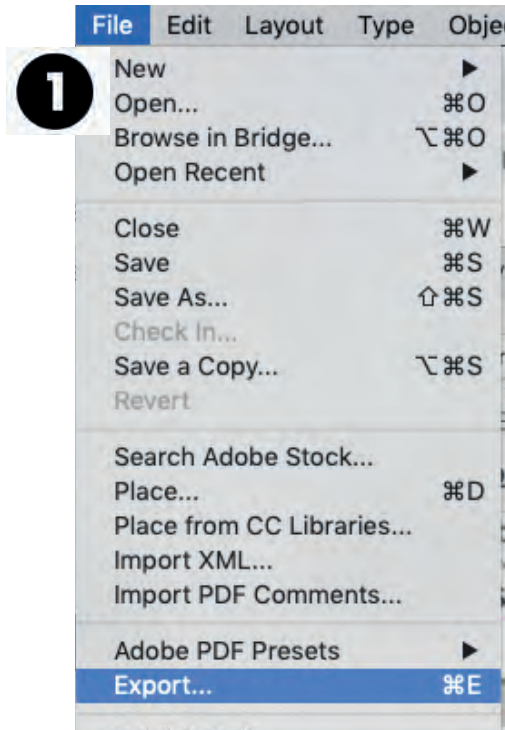 File Edit Layout Type Obje
1
New ▶
Open... ⌘O
Browse in Bridge... ⌥⌘O
Open Recent ▶
Close ⌘W
Save ⌘S
Save As... ⇧⌘S
Check In...
Save a Copy... ⌥⌘S
Revert
Search Adobe Stock...
Place... ⌘D
Place from CC Libraries...
Import XML...
Import PDF Comments...
Adobe PDF Presets ▶
Export... ⌘E